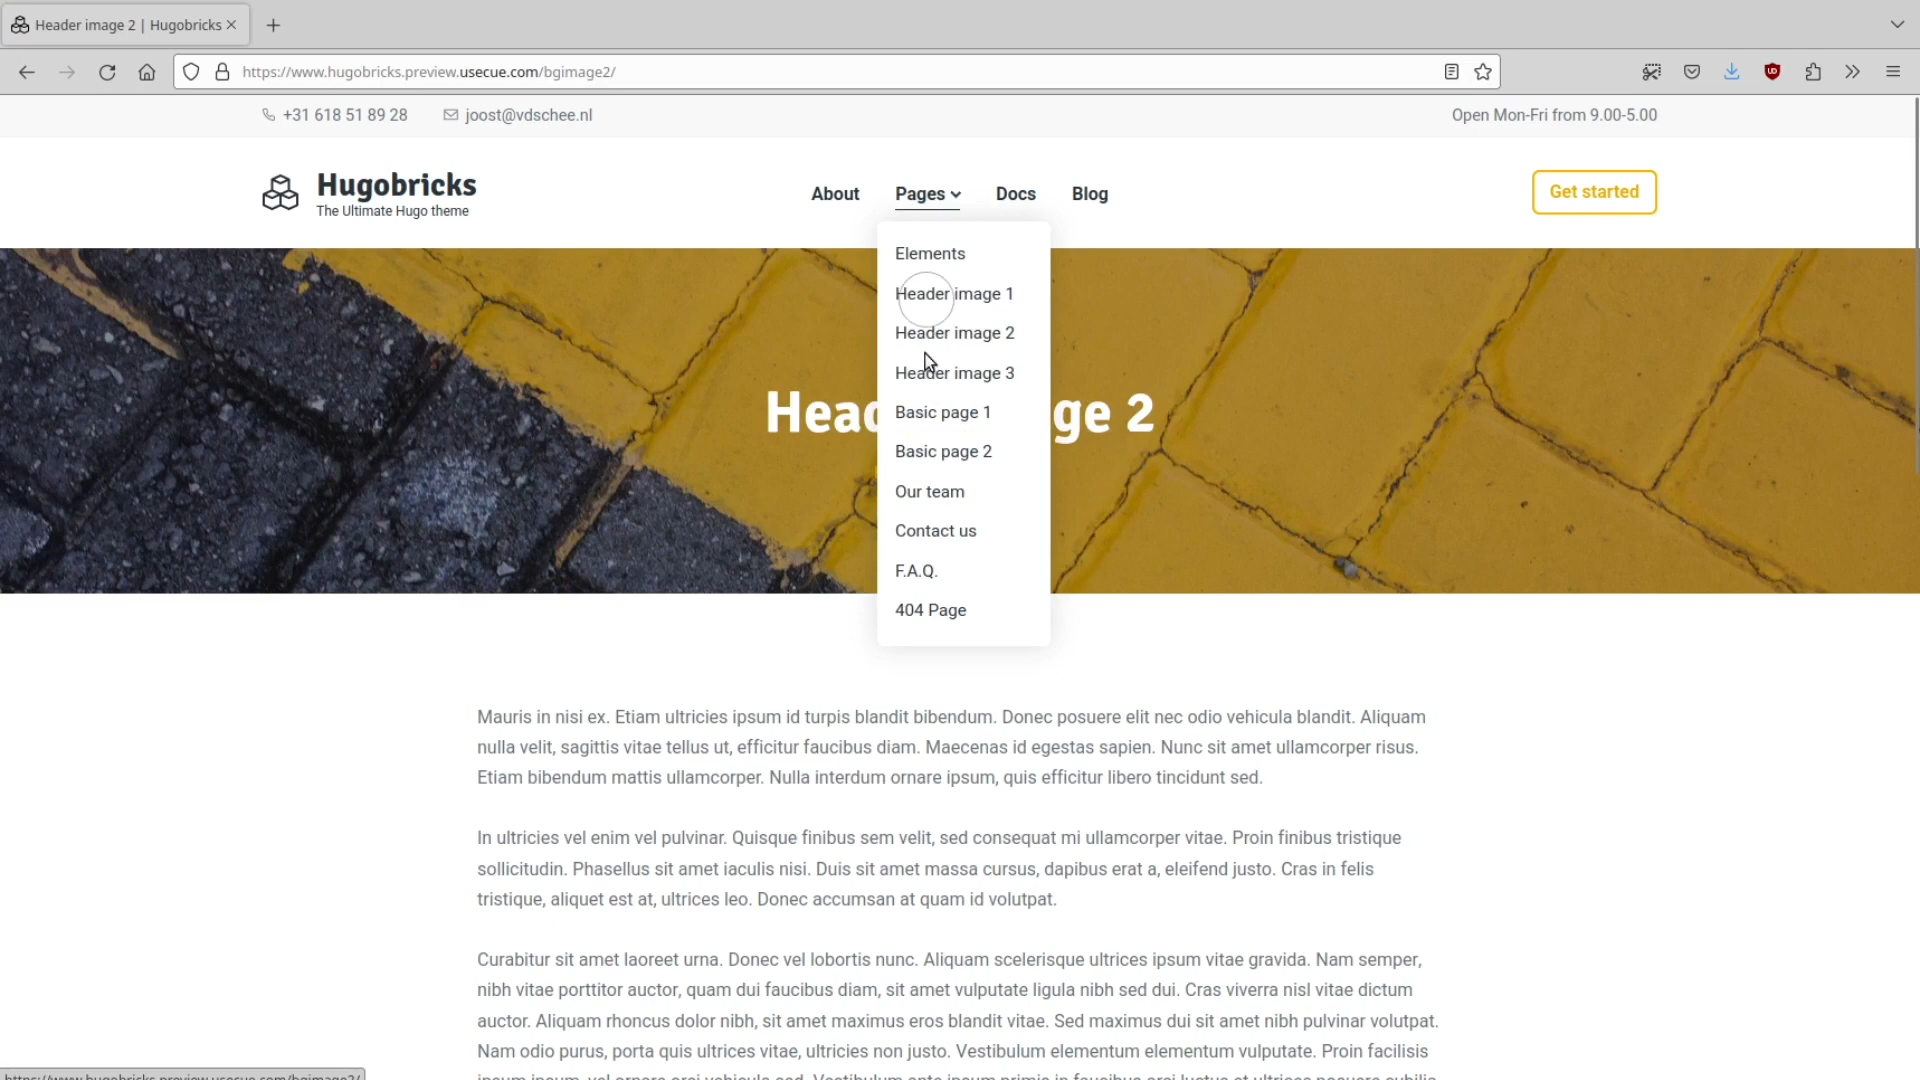 Header image 2 | Hugobricks
https://www.hugobricks.preview.usecue.com/bgimage2/
+31 618 51 89 28
joost@vdschee.nl
Open Mon-Fri from 9.00-5.00
Hugobricks
The Ultimate Hugo theme
About
Pages
Docs
Blog
Get started
Elements
Header image 1
Header image 2
Header image 3
Basic page 1
Basic page 2
Our team
Contact us
F.A.Q.
404 Page
Mauris in nisi ex. Etiam ultricies ipsum id turpis blandit bibendum. Donec posuere elit nec odio vehicula blandit. Aliquam
nulla velit, sagittis vitae tellus ut, efficitur faucibus diam. Maecenas id egestas sapien. Nunc sit amet ullamcorper risus.
Etiam bibendum mattis ullamcorper. Nulla interdum ornare ipsum, quis efficitur libero tincidunt sed.
In ultricies vel enim vel pulvinar. Quisque finibus sem velit, sed consequat mi ullamcorper vitae. Proin finibus tristique
sollicitudin. Phasellus sit amet iaculis nisi. Duis sit amet massa cursus, dapibus erat a, eleifend justo. Cras in felis
tristique, aliquet est at, ultrices leo. Donec accumsan at quam id volutpat.
Curabitur sit amet laoreet urna. Donec vel lobortis nunc. Aliquam scelerisque ultrices ipsum vitae gravida. Nam semper,
nibh vitae porttitor auctor, quam dui faucibus diam, sit amet vulputate ligula nibh sed dui. Cras viverra nisl vitae dictum
auctor. Aliquam rhoncus dolor nibh, sit amet maximus eros blandit vitae. Sed maximus dui sit amet nibh pulvinar volutpat.
Nam odio purus, porta quis ultrices vitae, ultricies non justo. Vestibulum elementum elementum vulputate. Proin facilisis